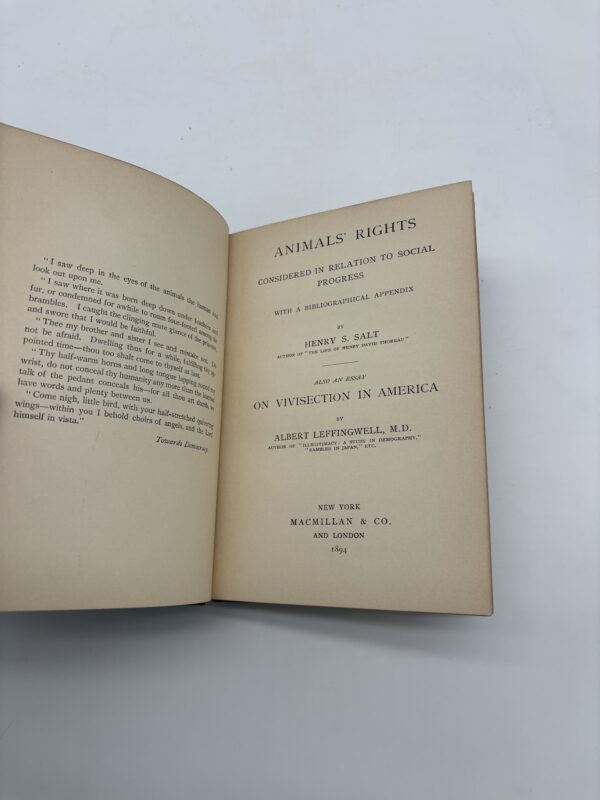 "I saw deep in the eyes of the animals the human soul
look out upon me.
"I saw where it was born deep down under feathers and
fur, or condemned for awhile to roam four-footed among the
brambles. I caught the clinging mute glance of the prisoner,
and swore that I would be faithful.
"Thee my brother and sister I see and mistake not. Do
not be afraid. Dwelling thus for a while, fulfilling thy ap-
pointed time—thou too shalt come to thyself at last.
"Thy half-warm horns and long tongue lapping round my
wrist, do not conceal thy humanity any more than the learned
talk of the pedant conceals his—for all thou art dumb, we
have words and plenty between us.
"Come nigh, little bird, with your half-stretched quivering
wings—within you I behold choirs of angels, and the Lord
himself in vista."
Towards Democracy.
ANIMALS' RIGHTS
CONSIDERED IN RELATION TO SOCIAL
PROGRESS
WITH A BIBLIOGRAPHICAL APPENDIX
BY
HENRY S. SALT
AUTHOR OF "THE LIFE OF HENRY DAVID THOREAU"
ALSO AN ESSAY
ON VIVISECTION IN AMERICA
BY
ALBERT LEFFINGWELL, M.D.
AUTHOR OF "ILLEGITIMACY: A STUDY IN DEMOGRAPHY,"
"RAMBLES IN JAPAN," ETC.
NEW YORK
MACMILLAN & CO.
AND LONDON
1894